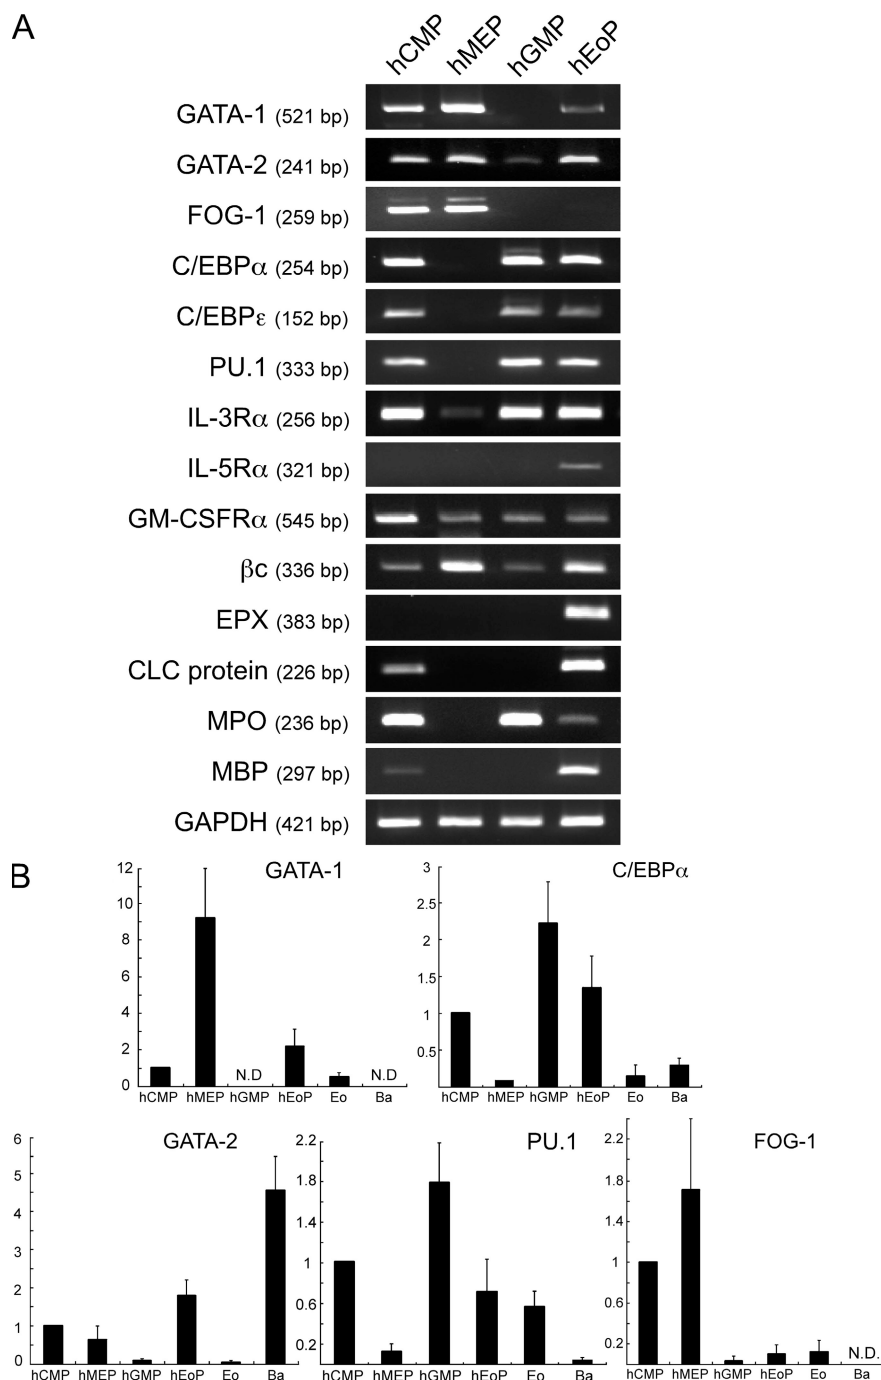 A
hCMP hMEP hGMP hEoP
GATA-1 (521 bp)
GATA-2 (241 bp)
FOG-1 (259 bp)
C/EBPα (254 bp)
C/EBPε (152 bp)
PU.1 (333 bp)
IL-3Rα (256 bp)
IL-5Rα (321 bp)
GM-CSFRα (545 bp)
βc (336 bp)
EPX (383 bp)
CLC protein (226 bp)
MPO (236 bp)
MBP (297 bp)
GAPDH (421 bp)
B
GATA-1
12
10
8
6
4
2
0
N.D N.D
hCMP hMEP hGMP hEoP Eo Ba
C/EBPα
3
2.5
2
1.5
1
0.5
hCMP hMEP hGMP hEoP Eo Ba
GATA-2
6
5
4
3
2
1
0
hCMP hMEP hGMP hEoP Eo Ba
PU.1
2.2
1.8
1.4
1
0.6
0.2
hCMP hMEP hGMP hEoP Eo Ba
FOG-1
2.2
1.8
1.4
1
0.6
0.2
N.D.
hCMP hMEP hGMP hEoP Eo Ba